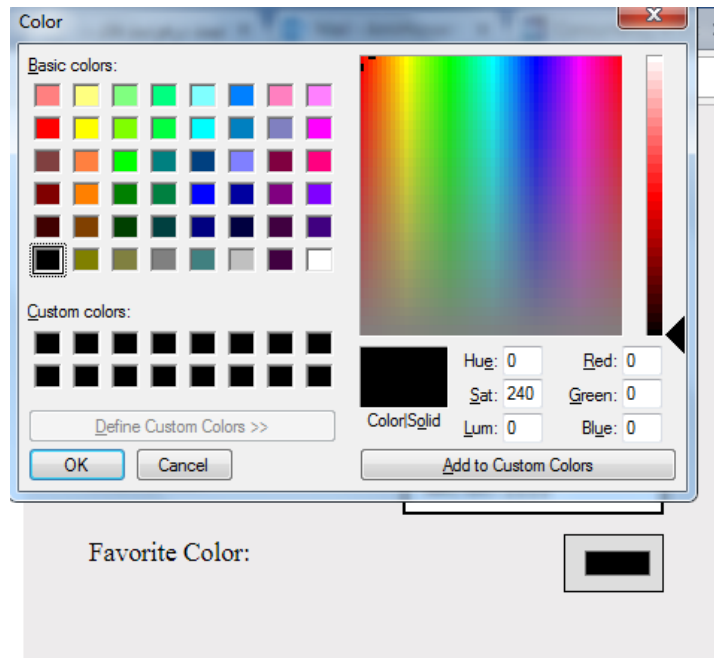 Color
Basic colors:
Custom colors:
Define Custom Colors >>
OK Cancel
Color|Solid
Hue: 0 Red: 0
Sat: 240 Green: 0
Lum: 0 Blue: 0
Add to Custom Colors
Favorite Color: